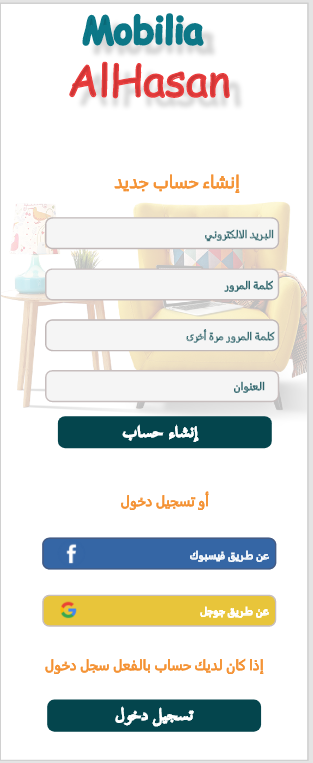 Mobilia
AlHasan
إنشاء حساب جديد
البريد الالكتروني
كلمة المرور
كلمة المرور مرة أخرى
العنوان
إنشاء حساب
أو تسجيل دخول
عن طريق فيسبوك
عن طريق جوجل
إذا كان لديك حساب بالفعل سجل دخول
تسجيل دخول